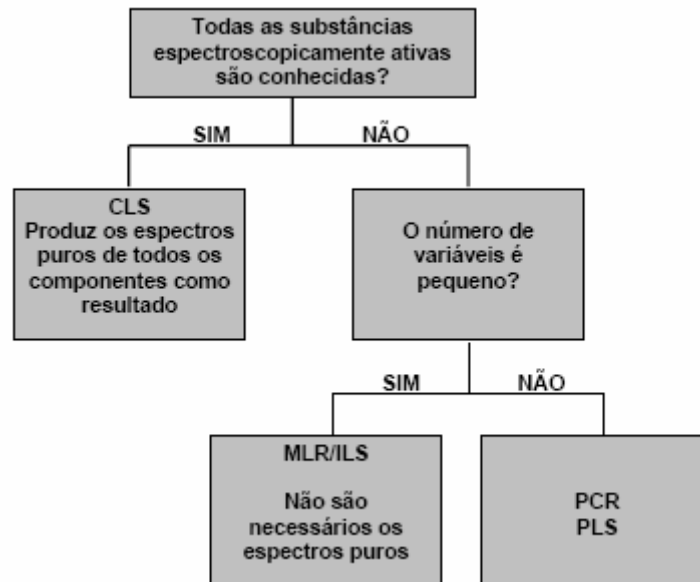 Todas as substâncias
espectroscopicamente ativas
são conhecidas?
SIM
NÃO
CLS
Produz os espectros
puros de todos os
componentes como
resultado
O número de
variáveis é
pequeno?
SIM
NÃO
MLR/ILS
Não são
necessários os
espectros puros
PCR
PLS